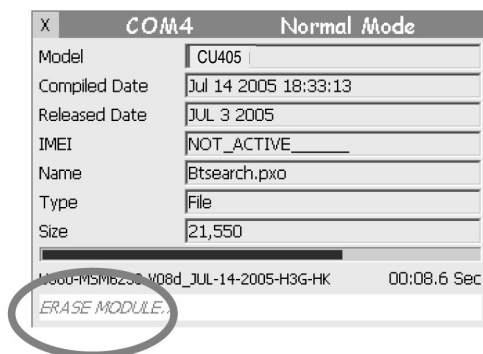 X COM4 Normal Mode
Model CU405
Compiled Date Jul 14 2005 18:33:13
Released Date JUL 3 2005
IMEI NOT_ACTIVE______
Name Btsearch.pxo
Type File
Size 21,550
V08d_JUL-14-2005-H3G-HK 00:08.6 Sec
ERASE MODULE..